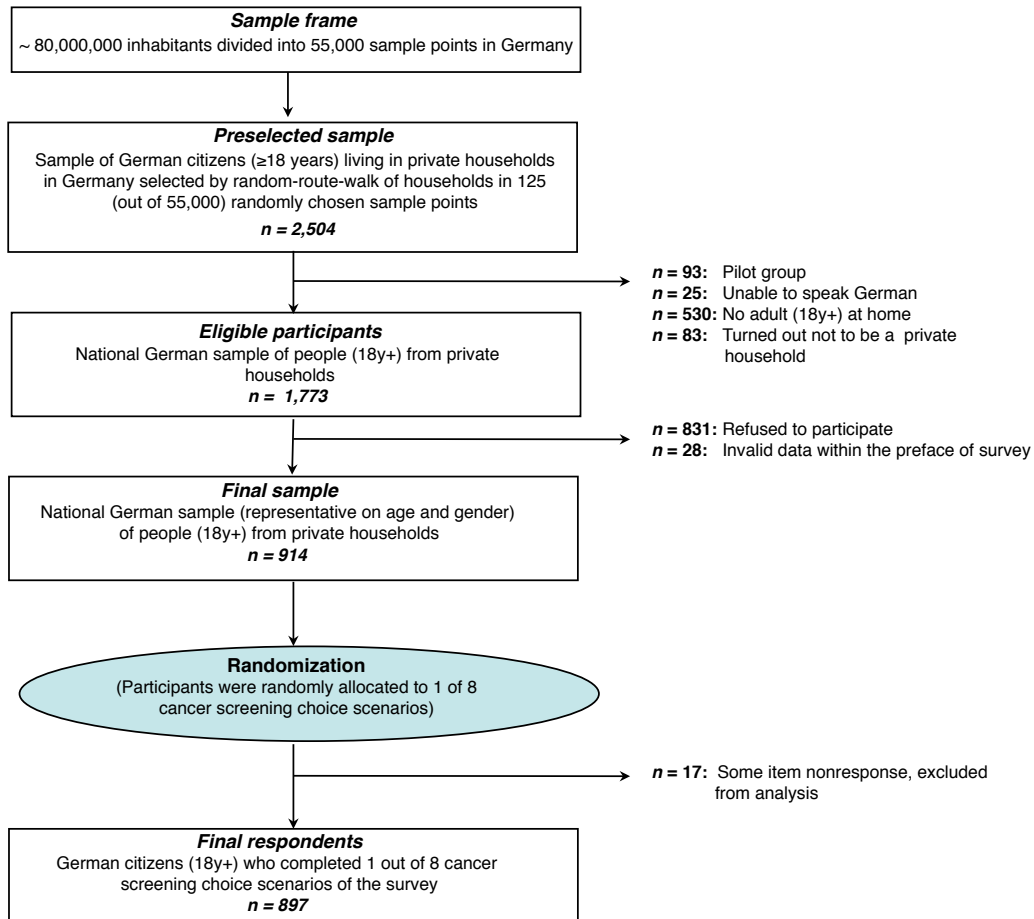 Sample frame
~ 80,000,000 inhabitants divided into 55,000 sample points in Germany
Preselected sample
Sample of German citizens (≥18 years) living in private households
in Germany selected by random-route-walk of households in 125
(out of 55,000) randomly chosen sample points
n = 2,504
n = 93: Pilot group
n = 25: Unable to speak German
n = 530: No adult (18y+) at home
n = 83: Turned out not to be a private
household
Eligible participants
National German sample of people (18y+) from private
households
n = 1,773
n = 831: Refused to participate
n = 28: Invalid data within the preface of survey
Final sample
National German sample (representative on age and gender)
of people (18y+) from private households
n = 914
Randomization
(Participants were randomly allocated to 1 of 8
cancer screening choice scenarios)
n = 17: Some item nonresponse, excluded
from analysis
Final respondents
German citizens (18y+) who completed 1 out of 8 cancer
screening choice scenarios of the survey
n = 897